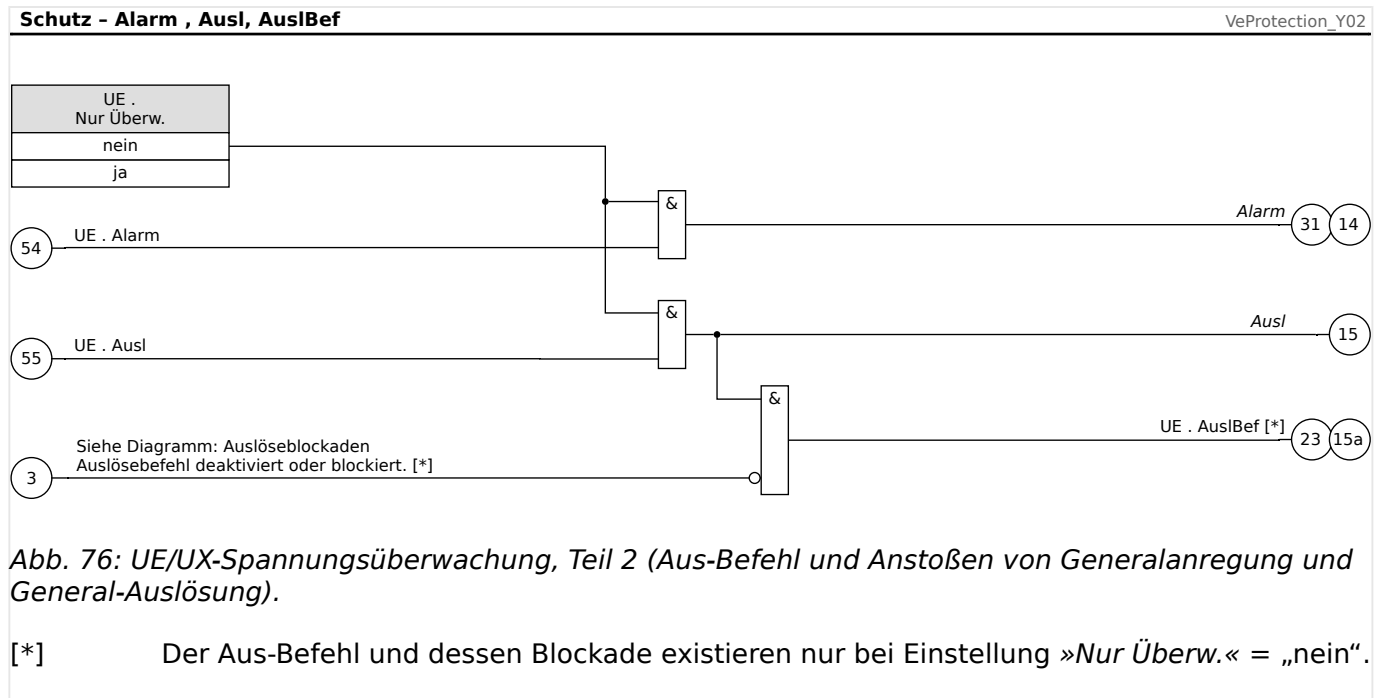 Schutz – Alarm , Ausl, AuslBef
VeProtection_Y02
UE .
Nur Überw.
nein
ja
&
Alarm
31
14
54
UE . Alarm
&
Ausl
15
55
UE . Ausl
&
UE . AuslBef [*]
23
15a
Siehe Diagramm: Auslöseblockaden
Auslösebefehl deaktiviert oder blockiert. [*]
3
Abb. 76: UE/UX-Spannungsüberwachung, Teil 2 (Aus-Befehl und Anstoßen von Generalanregung und
General-Auslösung).
[*] Der Aus-Befehl und dessen Blockade existieren nur bei Einstellung »Nur Überw.« = „nein“.